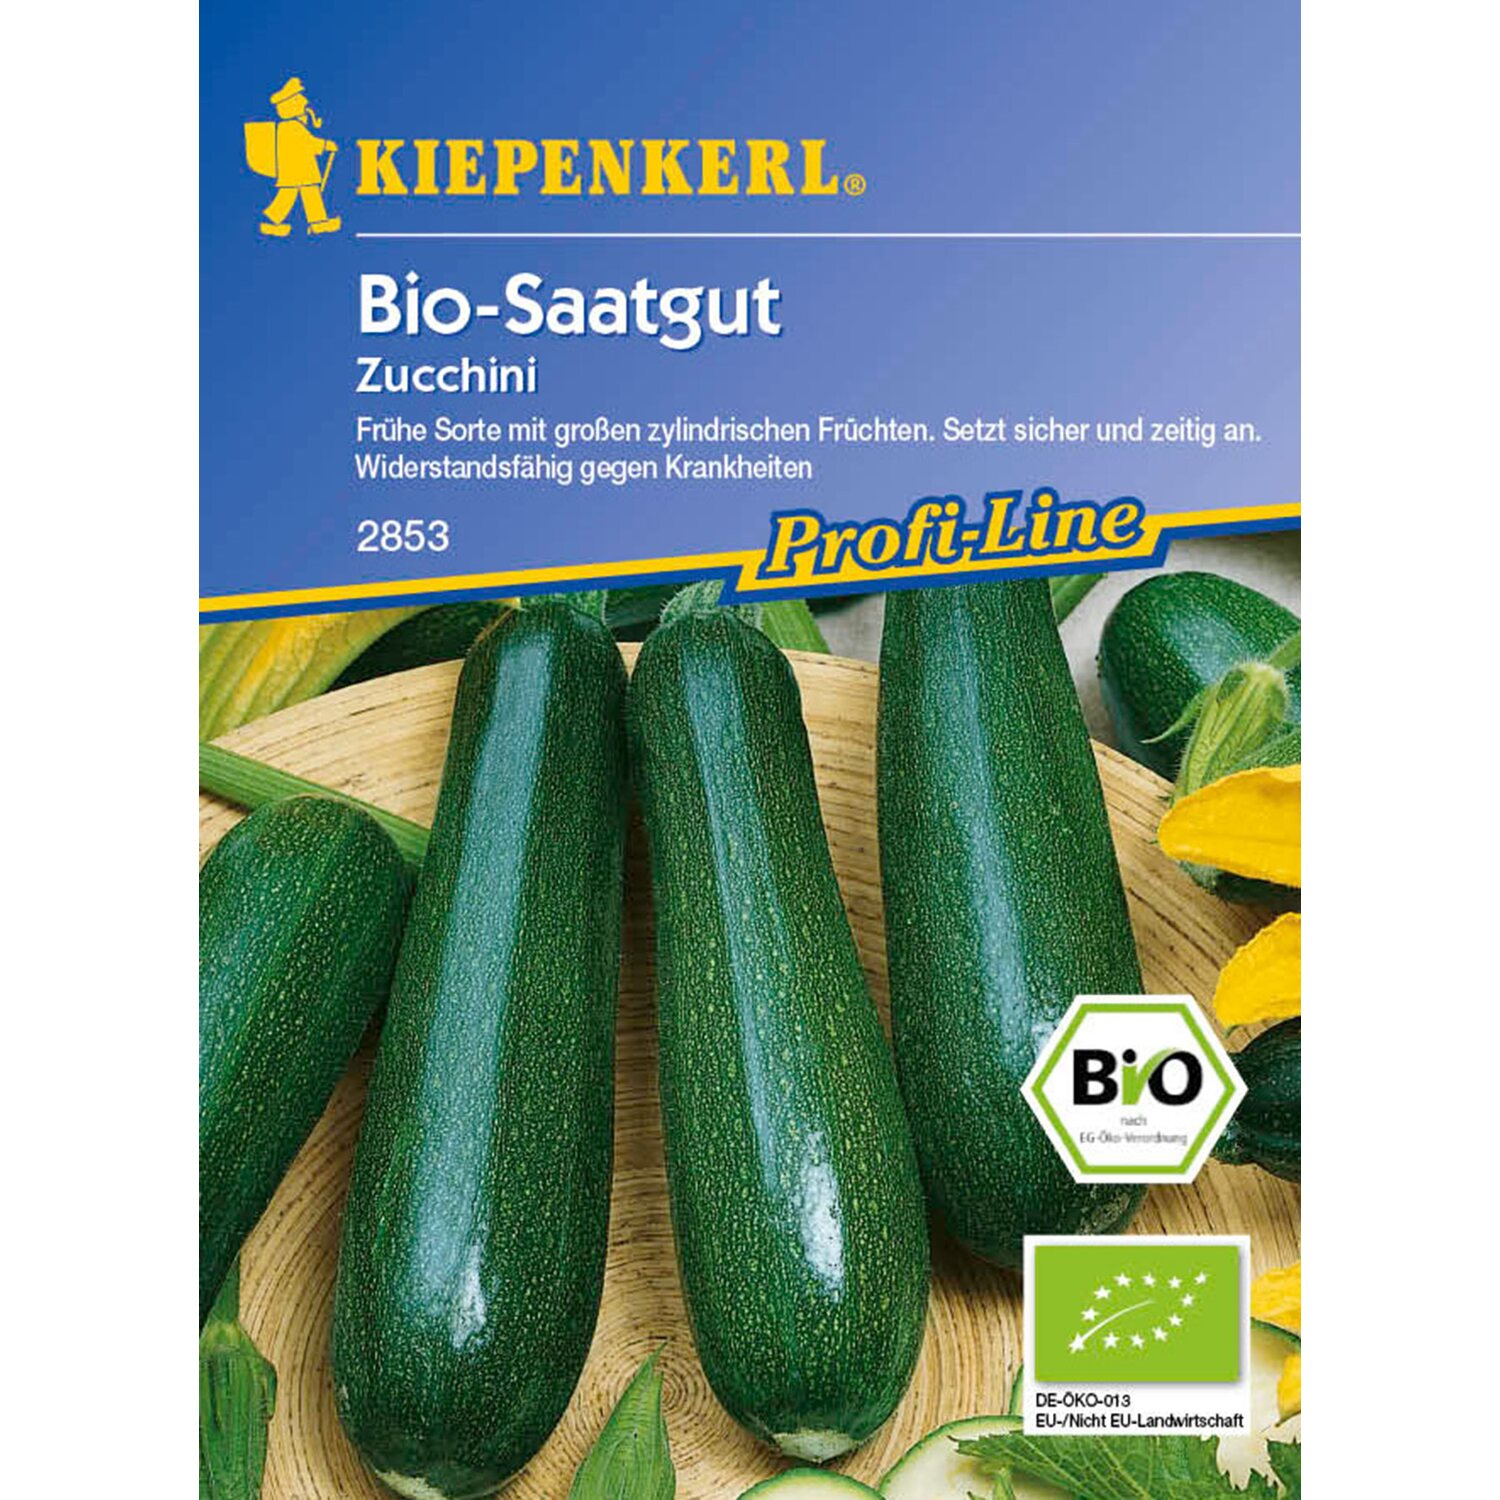 KIEPENKERL®
Bio-Saatgut
Zucchini
Frühe Sorte mit großen zylindrischen Früchten. Setzt sicher und zeitig an.
Widerstandsfähig gegen Krankheiten
2853
Profi-Line
BiO
nach
EG-Öko-Verordnung
DE-ÖKO-013
EU-/Nicht EU-Landwirtschaft